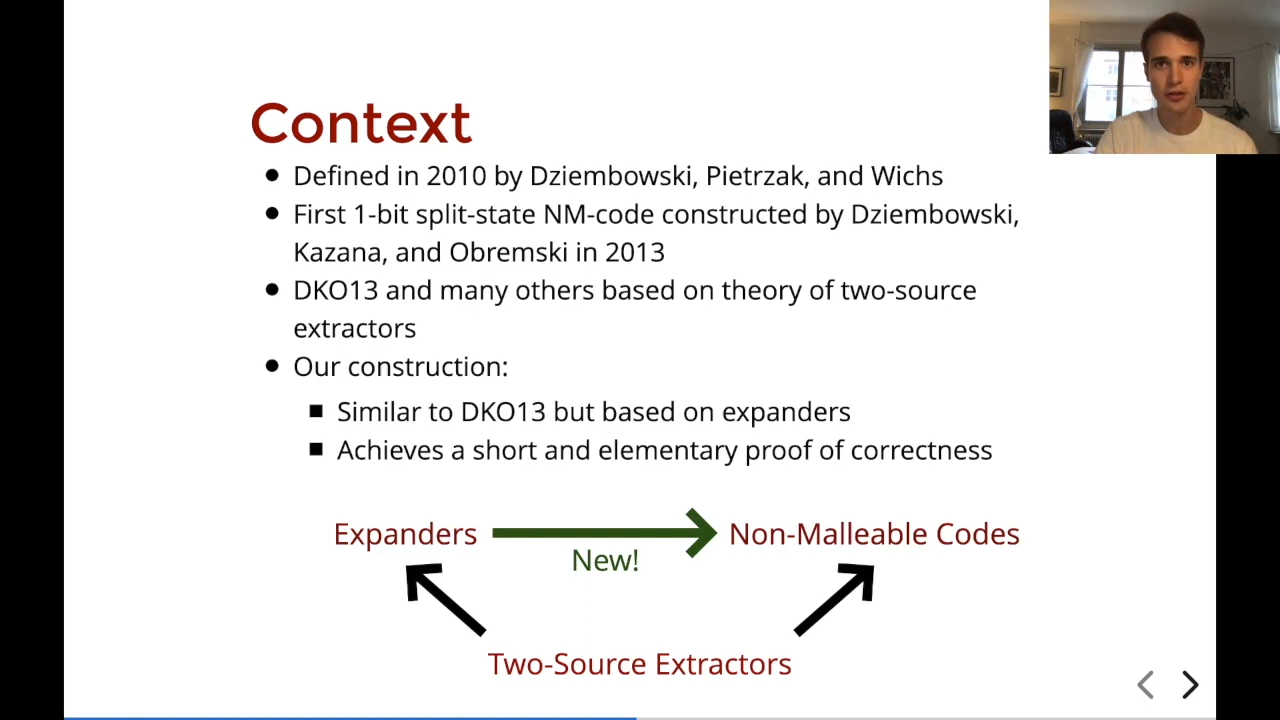 Context
Defined in 2010 by Dziembowski, Pietrzak, and Wichs
First 1-bit split-state NM-code constructed by Dziembowski,
Kazana, and Obremski in 2013
DKO13 and many others based on theory of two-source
extractors
Our construction:
Similar to DKO13 but based on expanders
Achieves a short and elementary proof of correctness
Expanders
Non-Malleable Codes
New!
Two-Source Extractors